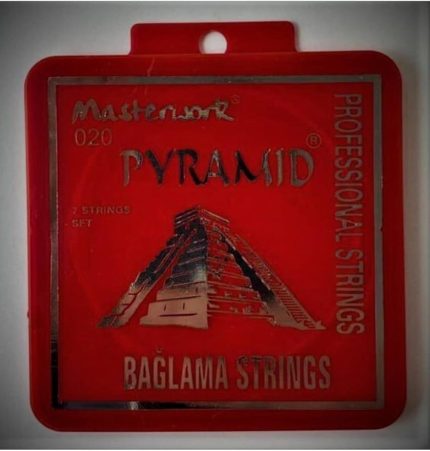 Masterwork®
020
PYRAMID®
7 STRINGS
SET
PROFESSIONAL STRINGS
BAĞLAMA STRINGS